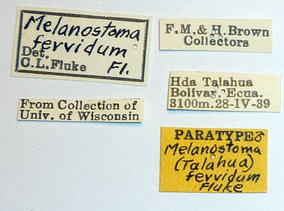 Melanostoma
fervidum
Det. Fl.
C.L.Fluke
From Collection of
Univ. of Wisconsin
F.M.& H.Brown
Collectors
Hda Talahua
Bolivar, Ecua.
3100m.28-IV-39
PARATYPE♂
Melanostoma
(Talahua)
fervidum
Fluke